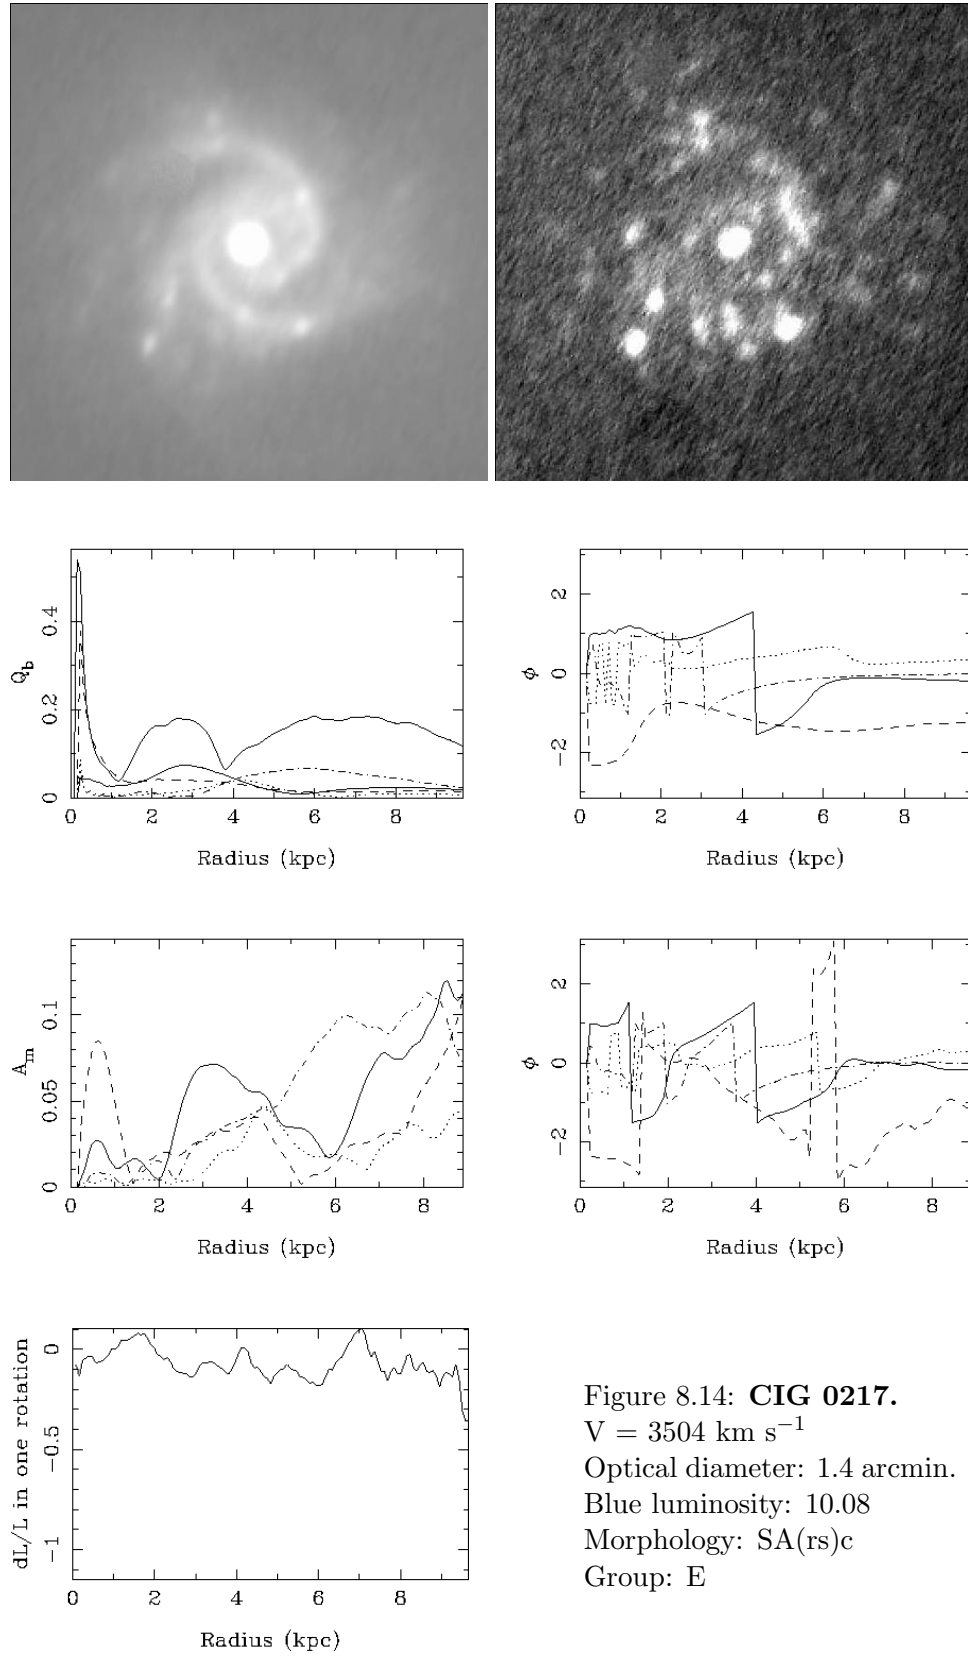 0.4
0.2
0
Q_b
0 2 4 6 8
Radius (kpc)
2
0
−2
ϕ
0 2 4 6 8
Radius (kpc)
0.1
0.05
0
A_m
0 2 4 6 8
Radius (kpc)
2
0
−2
ϕ
0 2 4 6 8
Radius (kpc)
0
−0.5
−1
dL/L in one rotation
0 2 4 6 8
Radius (kpc)
Figure 8.14: CIG 0217.
V = 3504 km s⁻¹
Optical diameter: 1.4 arcmin.
Blue luminosity: 10.08
Morphology: SA(rs)c
Group: E